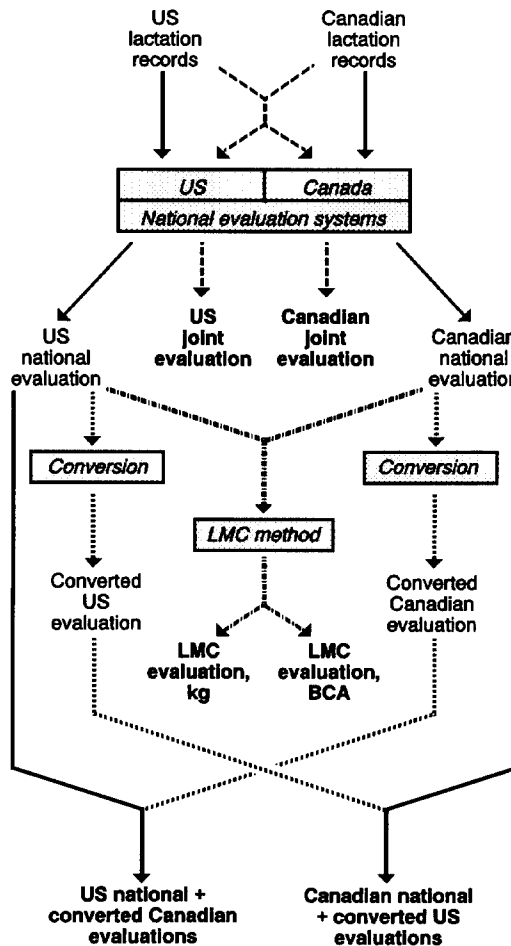 US
lactation
records
Canadian
lactation
records
US
Canada
National evaluation systems
US
joint
evaluation
Canadian
joint
evaluation
US
national
evaluation
Canadian
national
evaluation
Conversion
Conversion
LMC method
Converted
US
evaluation
Converted
Canadian
evaluation
LMC
evaluation,
kg
LMC
evaluation,
BCA
US national +
converted Canadian
evaluations
Canadian national
+ converted US
evaluations